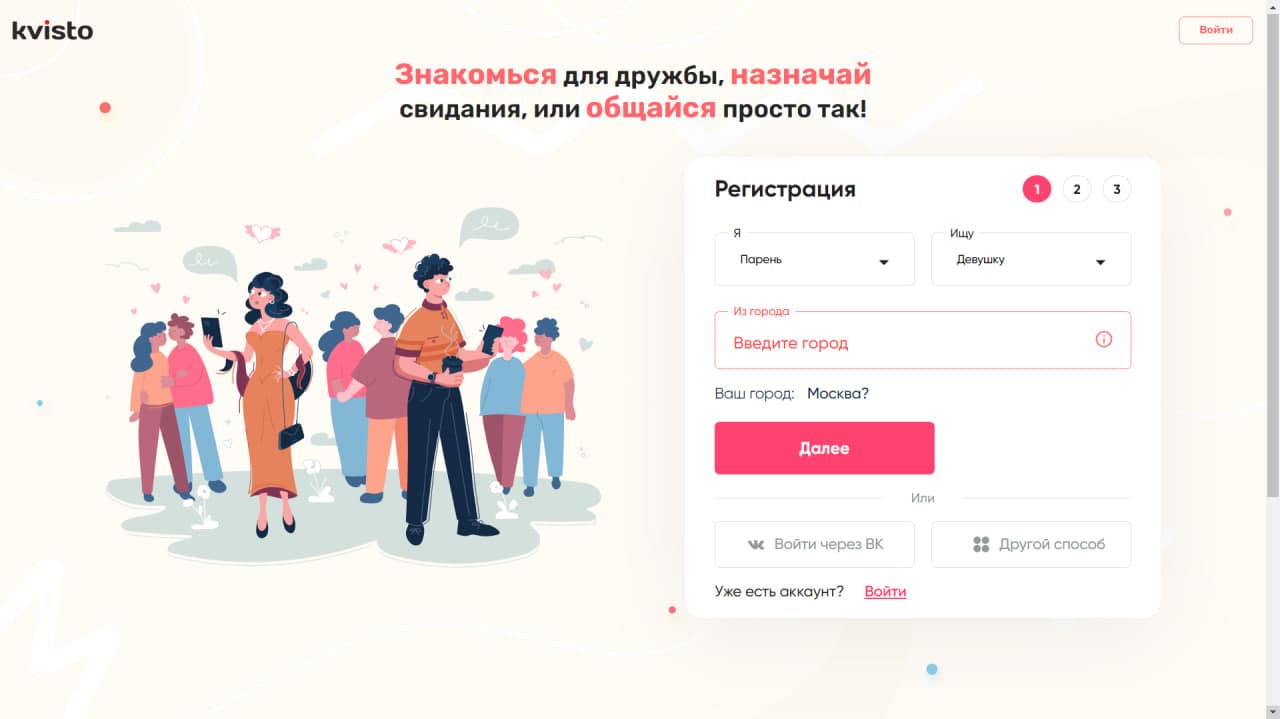 kvisto
Войти
Знакомься для дружбы, назначай
свидания, или общайся просто так!
Регистрация
1 2 3
Я
Парень
Ищу
Девушку
Из города
Введите город
Ваш город: Москва?
Далее
Или
Войти через ВК
Другой способ
Уже есть аккаунт? Войти